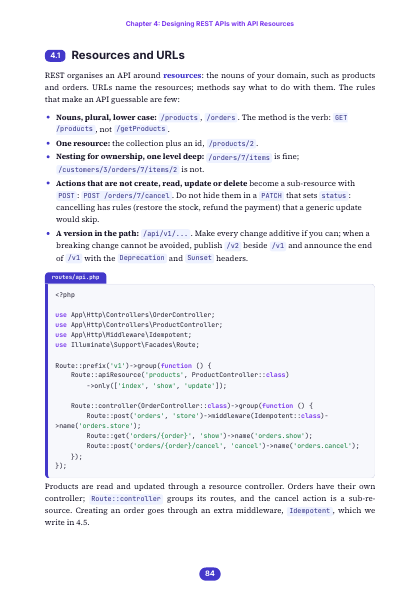 Chapter 4: Designing REST APIs with API Resources
4.1 Resources and URLs
REST organises an API around resources: the nouns of your domain, such as products
and orders. URLs name the resources; methods say what to do with them. The rules
that make an API guessable are few:
• Nouns, plural, lower case: /products, /orders. The method is the verb: GET
/products, not /getProducts.
• One resource: the collection plus an id, /products/2.
• Nesting for ownership, one level deep: /orders/7/items is fine;
/customers/3/orders/7/items/2 is not.
• Actions that are not create, read, update or delete become a sub-resource with
POST: POST /orders/7/cancel. Do not hide them in a PATCH that sets status:
cancelling has rules (restore the stock, refund the payment) that a generic update
would skip.
• A version in the path: /api/v1/.... Make every change additive if you can; when a
breaking change cannot be avoided, publish /v2 beside /v1 and announce the end
of /v1 with the Deprecation and Sunset headers.
routes/api.php
<?php
use App\Http\Controllers\OrderController;
use App\Http\Controllers\ProductController;
use App\Http\Middleware\Idempotent;
use Illuminate\Support\Facades\Route;
Route::prefix('v1')->group(function () {
Route::apiResource('products', ProductController::class)
->only(['index', 'show', 'update']);
Route::controller(OrderController::class)->group(function () {
Route::post('orders', 'store')->middleware(Idempotent::class)-
>name('orders.store');
Route::get('orders/{order}', 'show')->name('orders.show');
Route::post('orders/{order}/cancel', 'cancel')->name('orders.cancel');
});
});
Products are read and updated through a resource controller. Orders have their own
controller; Route::controller groups its routes, and the cancel action is a sub-re-
source. Creating an order goes through an extra middleware, Idempotent, which we
write in 4.5.
84